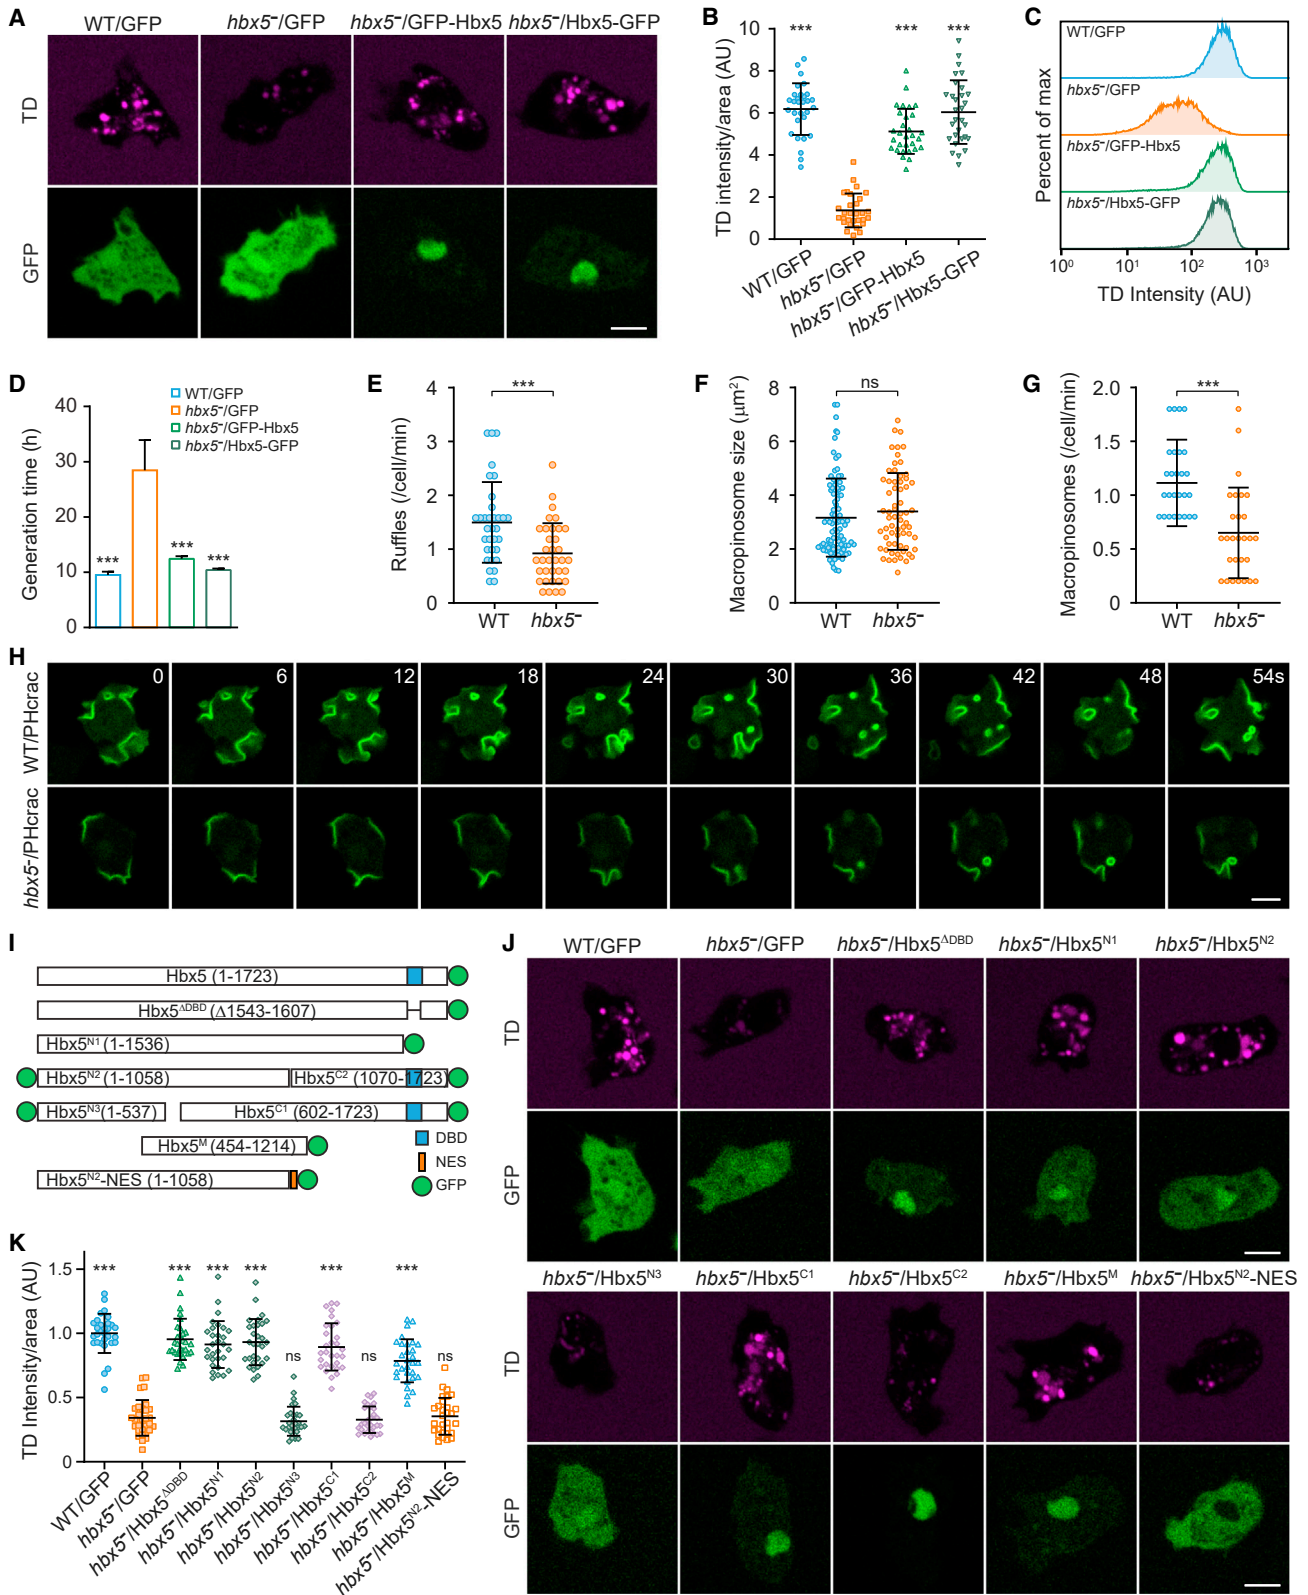 A
WT/GFP
hbx5⁻/GFP
hbx5⁻/GFP-Hbx5
hbx5⁻/Hbx5-GFP
TD
GFP
B
TD intensity/area (AU)
10
8
6
4
2
0
***
***
***
WT/GFP
hbx5⁻/GFP
hbx5⁻/GFP-Hbx5
hbx5⁻/Hbx5-GFP
C
Percent of max
WT/GFP
hbx5⁻/GFP
hbx5⁻/GFP-Hbx5
hbx5⁻/Hbx5-GFP
10⁰ 10¹ 10² 10³
TD Intensity (AU)
D
Generation time (h)
40
30
20
10
0
WT/GFP
hbx5⁻/GFP
hbx5⁻/GFP-Hbx5
hbx5⁻/Hbx5-GFP
***
***
***
E
Ruffles (/cell/min)
4
3
2
1
0
***
WT hbx5⁻
F
Macropinosome size (μm²)
8
6
4
2
0
ns
WT hbx5⁻
G
Macropinosomes (/cell/min)
2.0
1.5
1.0
0.5
0
***
WT hbx5⁻
H
WT/PHcrac
0 6 12 18 24 30 36 42 48 54s
hbx5⁻/PHcrac
I
Hbx5 (1-1723)
Hbx5ΔDBD (Δ1543-1607)
Hbx5N1 (1-1536)
Hbx5N2 (1-1058) Hbx5C2 (1070-1723)
Hbx5N3(1-537) Hbx5C1 (602-1723)
Hbx5M (454-1214)
Hbx5N2-NES (1-1058)
DBD
NES
GFP
J
WT/GFP hbx5⁻/GFP hbx5⁻/Hbx5ΔDBD hbx5⁻/Hbx5N1 hbx5⁻/Hbx5N2
TD
GFP
hbx5⁻/Hbx5N3 hbx5⁻/Hbx5C1 hbx5⁻/Hbx5C2 hbx5⁻/Hbx5M hbx5⁻/Hbx5N2-NES
TD
GFP
K
TD Intensity/area (AU)
1.5
1.0
0.5
0
*** *** *** *** ns *** ns *** ns
WT/GFP
hbx5⁻/GFP
hbx5⁻/Hbx5ΔDBD
hbx5⁻/Hbx5N1
hbx5⁻/Hbx5N2
hbx5⁻/Hbx5N3
hbx5⁻/Hbx5C1
hbx5⁻/Hbx5C2
hbx5⁻/Hbx5M
hbx5⁻/Hbx5N2-NES